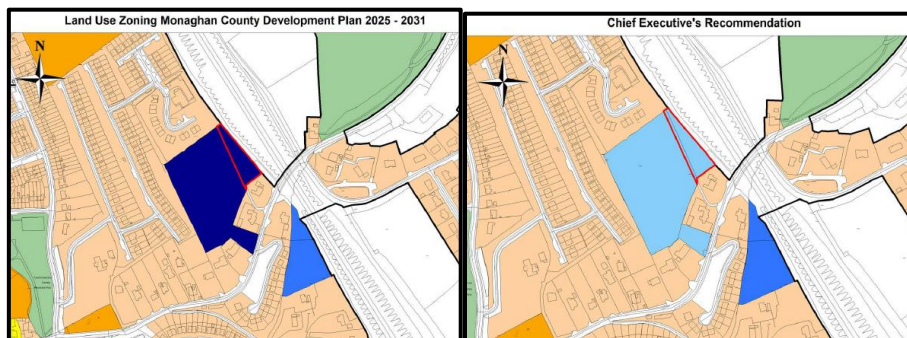 Land Use Zoning Monaghan County Development Plan 2025 - 2031
N
Chief Executive's Recommendation
N